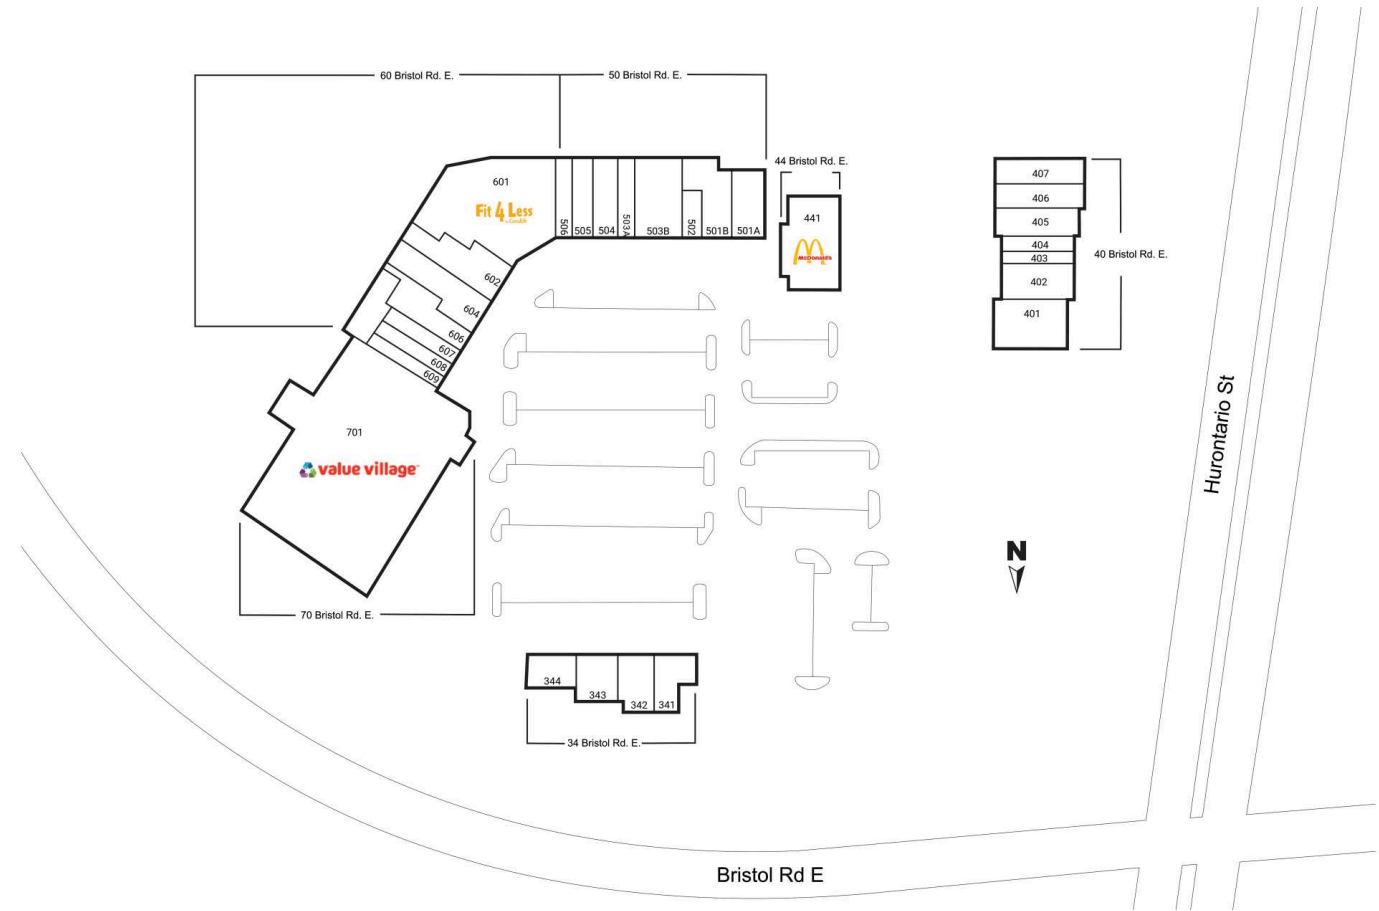 60 Bristol Rd. E.
50 Bristol Rd. E.
44 Bristol Rd. E.
601
Fit 4 Less
by GoodLife
506
505
504
503A
503B
502
501B
501A
441
McDonald's
407
406
405
404
403
402
401
40 Bristol Rd. E.
602
604
606
607
608
609
701
value village
70 Bristol Rd. E.
Hurontario St
N
344
343
342
341
34 Bristol Rd. E.
Bristol Rd E